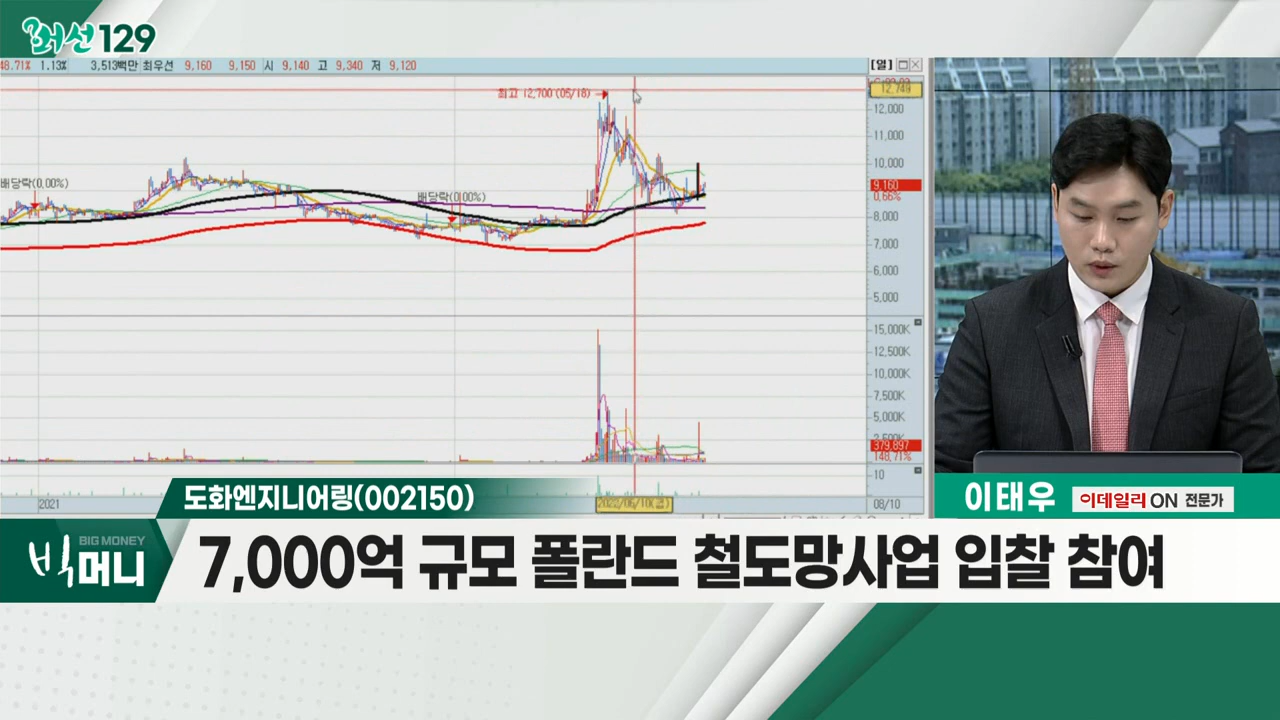 최선129
48.71% 1.13% 3,513백만 최우선 9,160 9,150 시 9,140 고 9,340 저 9,120
[일]
최고 12,700 (05/18)
12,749
12,000
11,000
10,000
배당락(0.00%)
배당락(0.00%)
9,160
0.66%
8,000
7,000
6,000
5,000
15,000K
12,500K
10,000K
7,500K
5,000K
379,897
148.71%
10
2021
08/10
도화엔지니어링(002150)
이태우 이데일리 ON 전문가
BIG MONEY
빅머니
7,000억 규모 폴란드 철도망사업 입찰 참여